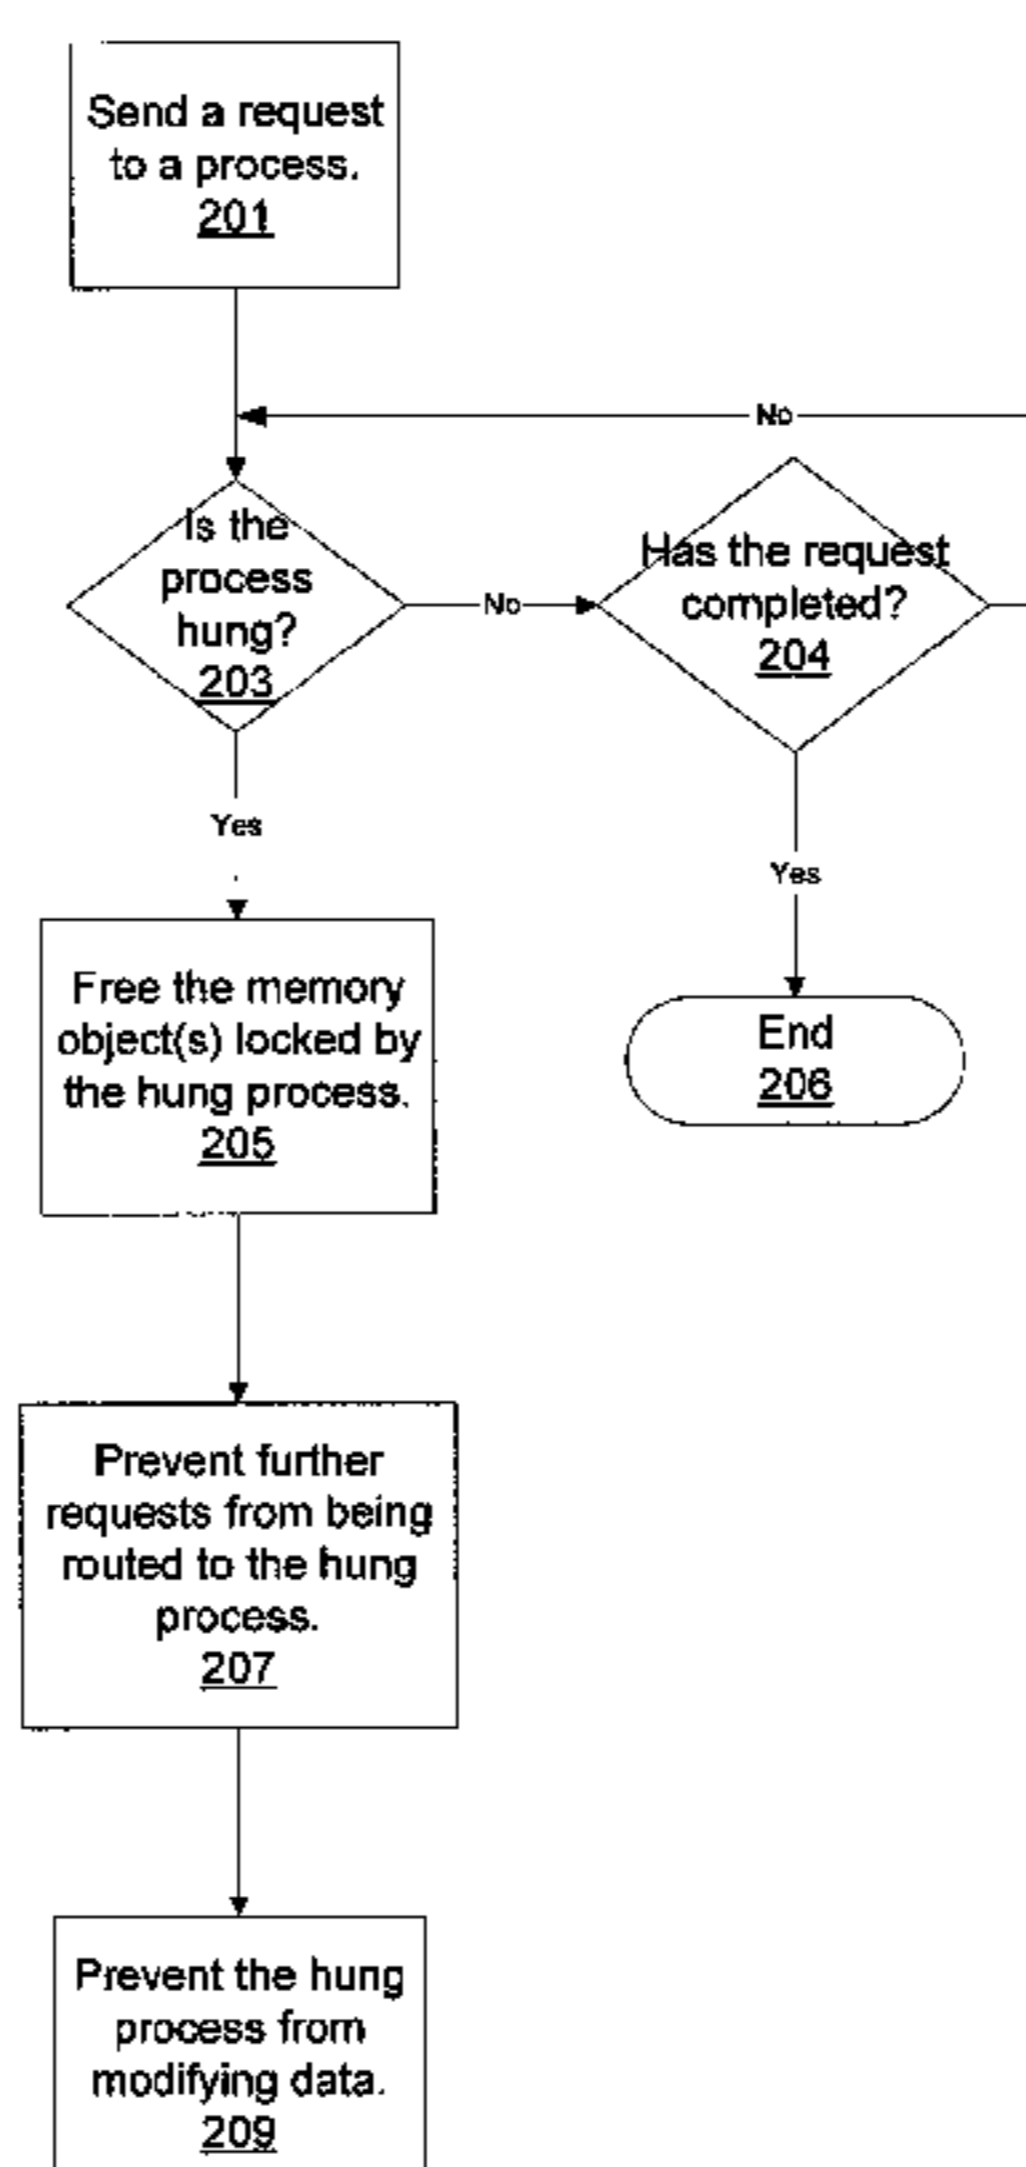 Send a request
to a process.
201
No
Is the
process
hung?
203
No
Has the request
completed?
204
Yes
Yes
Free the memory
object(s) locked by
the hung process.
205
End
206
Prevent further
requests from being
routed to the hung
process.
207
Prevent the hung
process from
modifying data.
209